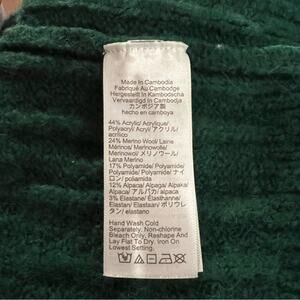 Made In Cambodia
Fabriqué Au Cambodge
Hergestellt In Kambodscha
Vervaardigd In Cambodja
カンボジア製
hecho en camboya
44% Acrylic/ Acrylique/
Polyacryl/ Acryl/ アクリル/
acrílico
24% Merino Wool/ Laine
Mérinos/ Merinowolle/
Merinowol/ メリノウール/
Lana Merino
17% Polyamide/ Polyamide/
Polyamid/ Polyamide/ ナイ
ロン/ poliamida
12% Alpaca/ Alpaga/ Alpaka/
Alpaca/ アルパカ/ alpaca
3% Elastane/ Élasthanne/
Elastan/ Elastaan/ ポリウレ
タン/ elastano
Hand Wash Cold
Separately. Non-chlorine
Bleach Only. Reshape And
Lay Flat To Dry. Iron On
Lowest Setting.